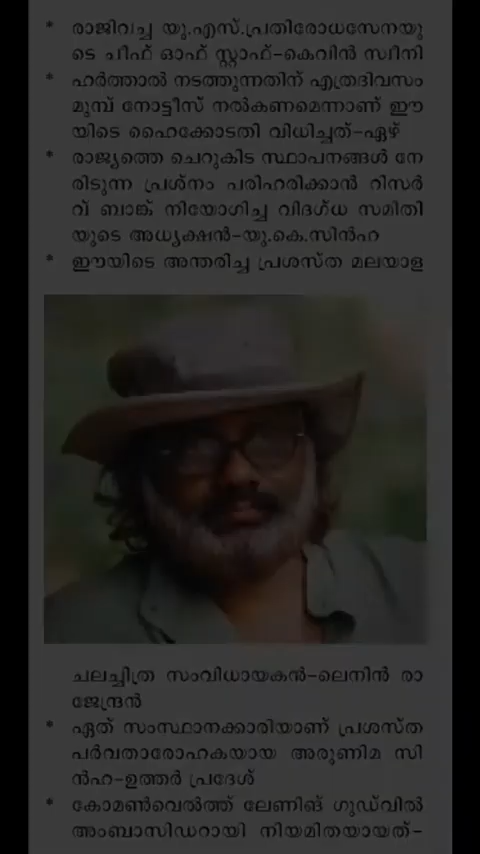 * രാജിവച്ച യു.എസ്.പ്രതിരോധസേനയു
ടെ ചീഫ് ഓഫ് സ്റ്റാഫ്-കെവിൻ സ്വീനി
* ഹർത്താൽ നടത്തുന്നതിന് എത്രദിവസം
മുമ്പ് നോട്ടീസ് നൽകണമെന്നാണ് ഈ
യിടെ ഹൈക്കോടതി വിധിച്ചത്-ഏഴ്
* രാജ്യത്തെ ചെറുകിട സ്ഥാപനങ്ങൾ നേ
രിടുന്ന പ്രശ്നം പരിഹരിക്കാൻ റിസർ
വ് ബാങ്ക് നിയോഗിച്ച വിദഗ്ധ സമിതി
യുടെ അധ്യക്ഷൻ-യു.കെ.സിൻഹ
* ഈയിടെ അന്തരിച്ച പ്രശസ്ത മലയാള
ചലച്ചിത്ര സംവിധായകൻ-ലെനിൻ രാ
ജേന്ദ്രൻ
* ഏത് സംസ്ഥാനക്കാരിയാണ് പ്രശസ്ത
പർവതാരോഹകയായ അരുണിമ സി
ൻഹ-ഉത്തർ പ്രദേശ്
* കോമൺവെൽത്ത് ലേണിങ് ഗുഡ്‌വിൽ
അംബാസിഡറായി നിയമിതയായത്-